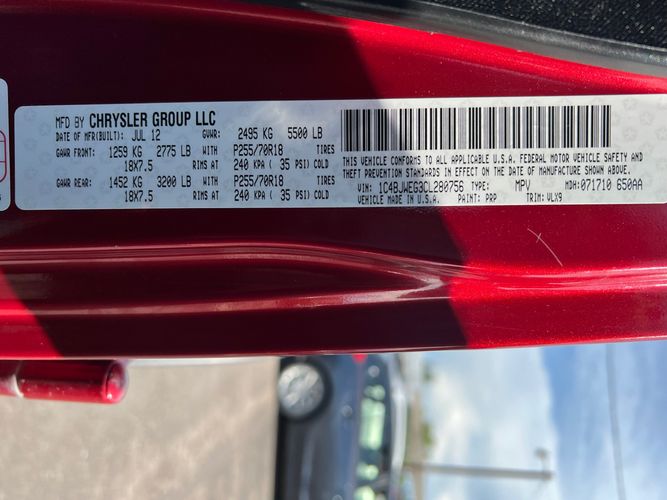 MFD BY CHRYSLER GROUP LLC
DATE OF MFR(BUILT): JUL 12 GVWR: 2495 KG 5500 LB
GAWR FRONT: 1259 KG 2775 LB WITH P255/70R18 TIRES
18X7.5 RIMS AT 240 KPA ( 35 PSI) COLD
GAWR REAR: 1452 KG 3200 LB WITH P255/70R18 TIRES
18X7.5 RIMS AT 240 KPA ( 35 PSI) COLD
THIS VEHICLE CONFORMS TO ALL APPLICABLE U.S.A. FEDERAL MOTOR VEHICLE SAFETY AND
THEFT PREVENTION STANDARDS IN EFFECT ON THE DATE OF MANUFACTURE SHOWN ABOVE.
VIN: 1C4BJWEG3CL280756 TYPE: MPV MDH: 071710 650AA
VEHICLE MADE IN U.S.A. PAINT: PRP TRIM: VLX9